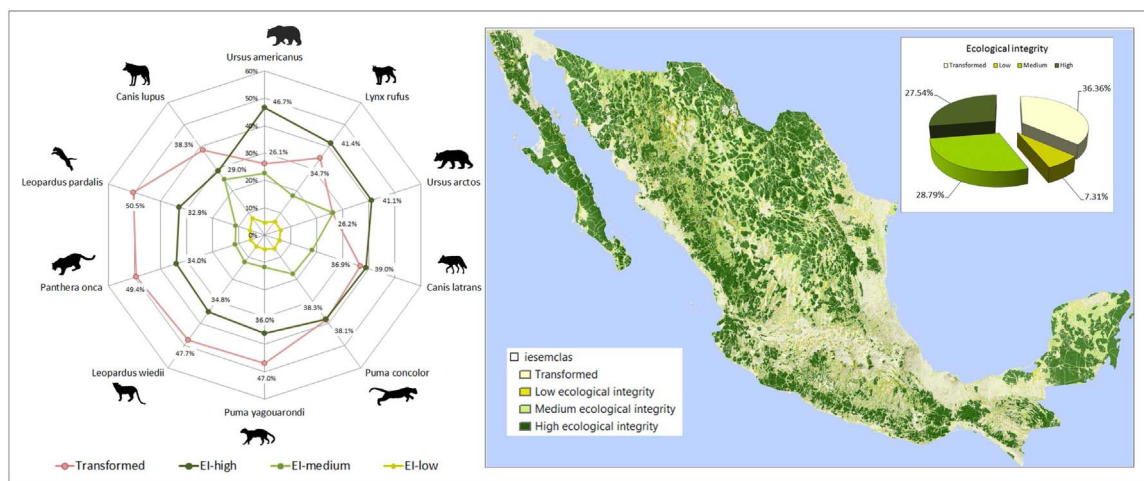 Ursus americanus
60%
Canis lupus
Lynx rufus
50%
46.7%
40%
38.3%
41.4%
30%
26.1%
34.7%
29.0%
20%
Leopardus pardalis
Ursus arctos
50.5%
32.9%
41.1%
10%
0%
26.2%
Panthera onca
34.0%
36.9%
39.0%
Canis latrans
49.4%
34.8%
38.3%
36.0%
38.1%
47.7%
Leopardus wiedii
47.0%
Puma concolor
Puma yagouarondi
Transformed EI-high EI-medium EI-low
Ecological integrity
Transformed Low Medium High
27.54%
36.36%
28.79%
7.31%
iesemclas
Transformed
Low ecological integrity
Medium ecological integrity
High ecological integrity